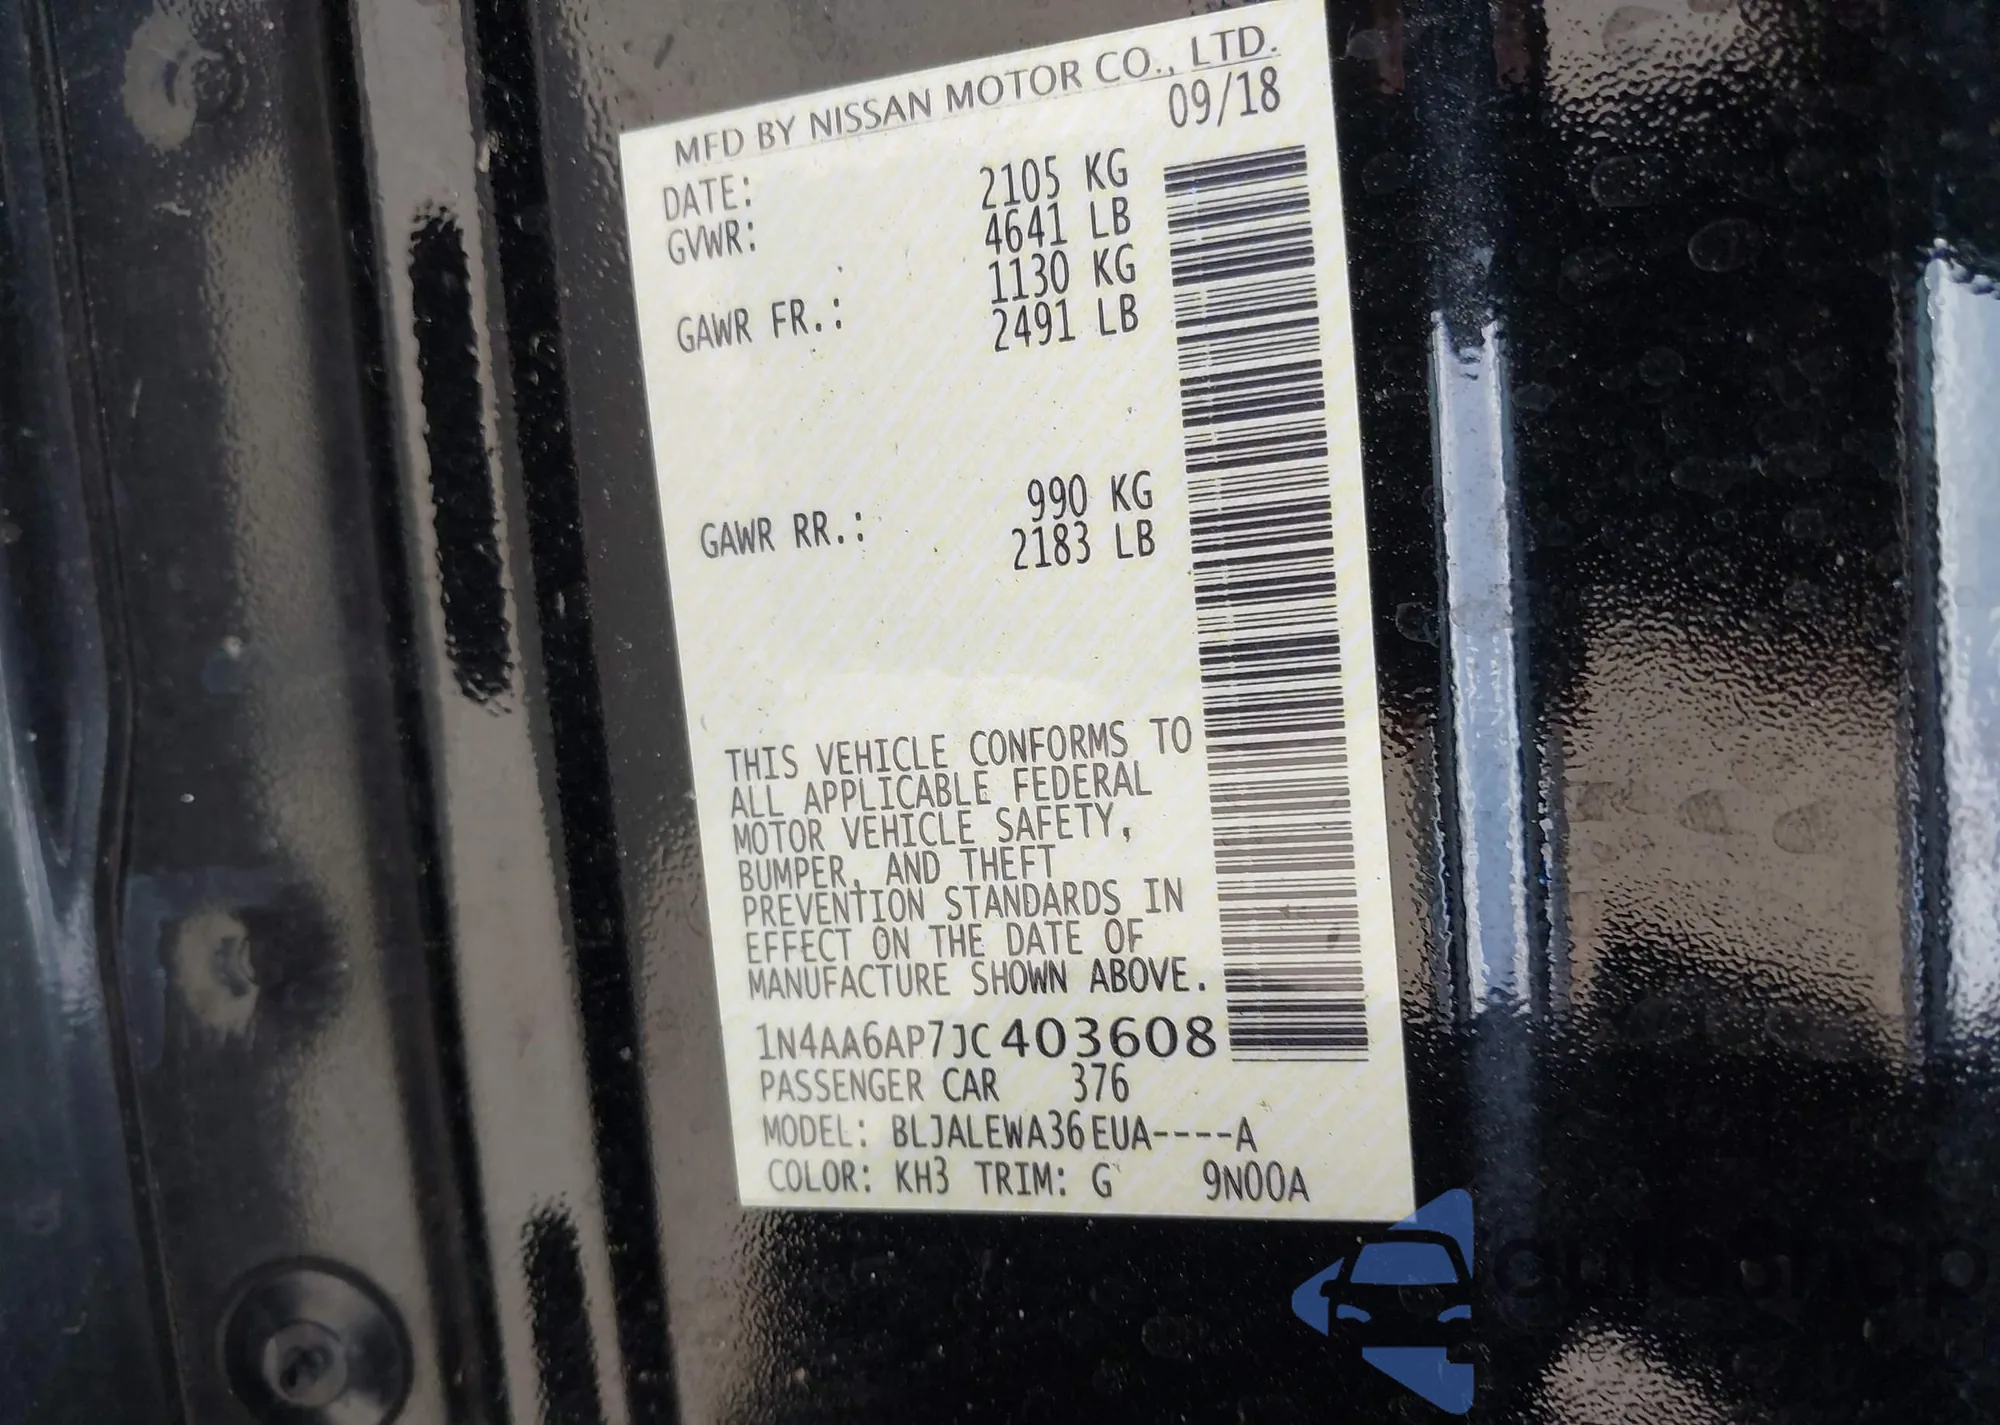 MFD BY NISSAN MOTOR CO., LTD.
DATE: 09/18
GVWR: 2105 KG
4641 LB
GAWR FR.: 1130 KG
2491 LB
GAWR RR.: 990 KG
2183 LB
THIS VEHICLE CONFORMS TO
ALL APPLICABLE FEDERAL
MOTOR VEHICLE SAFETY,
BUMPER, AND THEFT
PREVENTION STANDARDS IN
EFFECT ON THE DATE OF
MANUFACTURE SHOWN ABOVE.
1N4AA6AP7JC403608
PASSENGER CAR 376
MODEL: BLJALEWA36EUA----A
COLOR: KH3 TRIM: G 9N00A